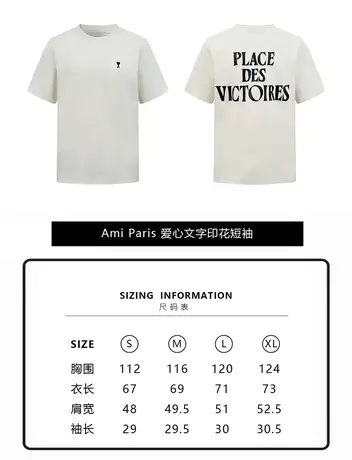 PLACE
DES
VICTOIRES
Ami Paris 爱心文字印花短袖
SIZING INFORMATION
尺码表
SIZE S M L XL
胸围 112 116 120 124
衣长 67 69 71 73
肩宽 48 49.5 51 52.5
袖长 29 29.5 30 30.5